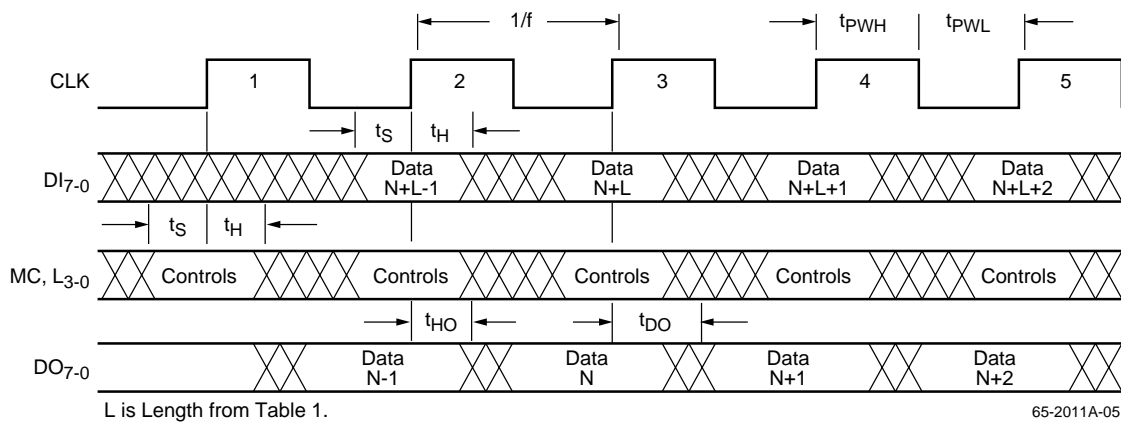 1/f
tPWH
tPWL
CLK
1
2
3
4
5
tS
tH
DI7-0
Data
N+L-1
Data
N+L
Data
N+L+1
Data
N+L+2
tS
tH
MC, L3-0
Controls
Controls
Controls
Controls
Controls
tHO
tDO
DO7-0
Data
N-1
Data
N
Data
N+1
Data
N+2
L is Length from Table 1.
65-2011A-05